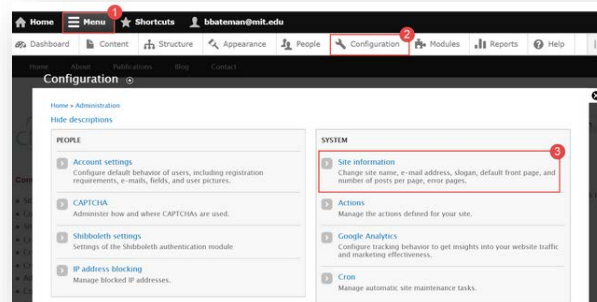 1
Home Menu Shortcuts bbateman@mit.edu
2
Dashboard Content Structure Appearance People Configuration Modules Reports Help
Home About Publications Blog Contact
Configuration
Home » Administration
Hide descriptions
PEOPLE
Account settings
Configure default behavior of users, including registration
requirements, e-mails, fields, and user pictures.
CAPTCHA
Administer how and where CAPTCHAs are used.
Shibboleth settings
Settings of the Shibboleth authentication module
IP address blocking
Manage blocked IP addresses.
SYSTEM
3
Site information
Change site name, e-mail address, slogan, default front page, and
number of posts per page, error pages.
Actions
Manage the actions defined for your site.
Google Analytics
Configure tracking behavior to get insights into your website traffic
and marketing effectiveness.
Cron
Manage automatic site maintenance tasks.